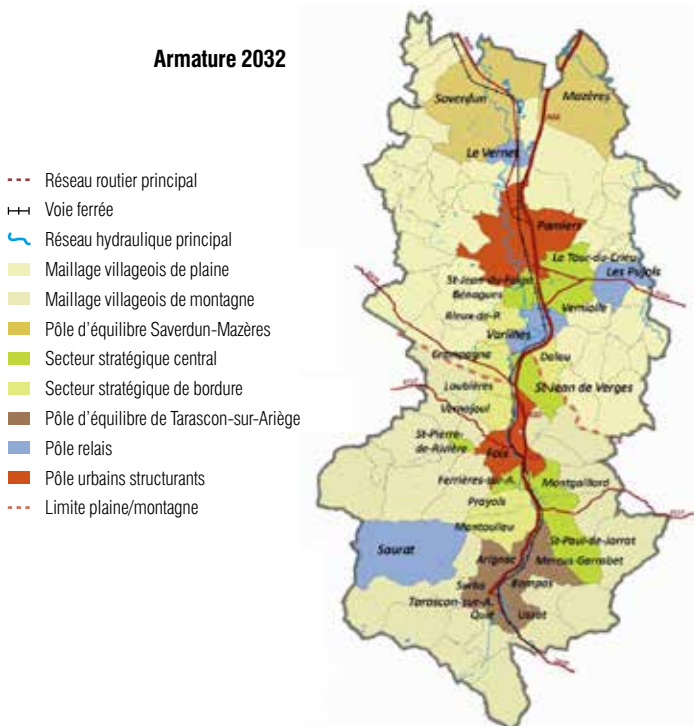 Armature 2032
Réseau routier principal
Voie ferrée
Réseau hydraulique principal
Maillage villageois de plaine
Maillage villageois de montagne
Pôle d'équilibre Saverdun-Mazères
Secteur stratégique central
Secteur stratégique de bordure
Pôle d'équilibre de Tarascon-sur-Ariège
Pôle relais
Pôle urbains structurants
Limite plaine/montagne
Saverdun
Mazères
Le Vernet
Pamiers
La Tour-du-Crieu
Les Pujols
St-Jean-du-Falga
Bénagues
Verniolle
Rieux-de-P.
Varilhes
Crampagna
Dalou
Loubières
St-Jean de Verges
Vernajoul
St-Pierre-
de-Rivière
Foix
Ferrières-sur-A.
Montgaillard
Prayols
Montoulieu
St-Paul-de-Jarrat
Saurat
Arignac
Mercus-Garrabet
Surba
Bompas
Tarascon-sur-A.
Quié
Ussat